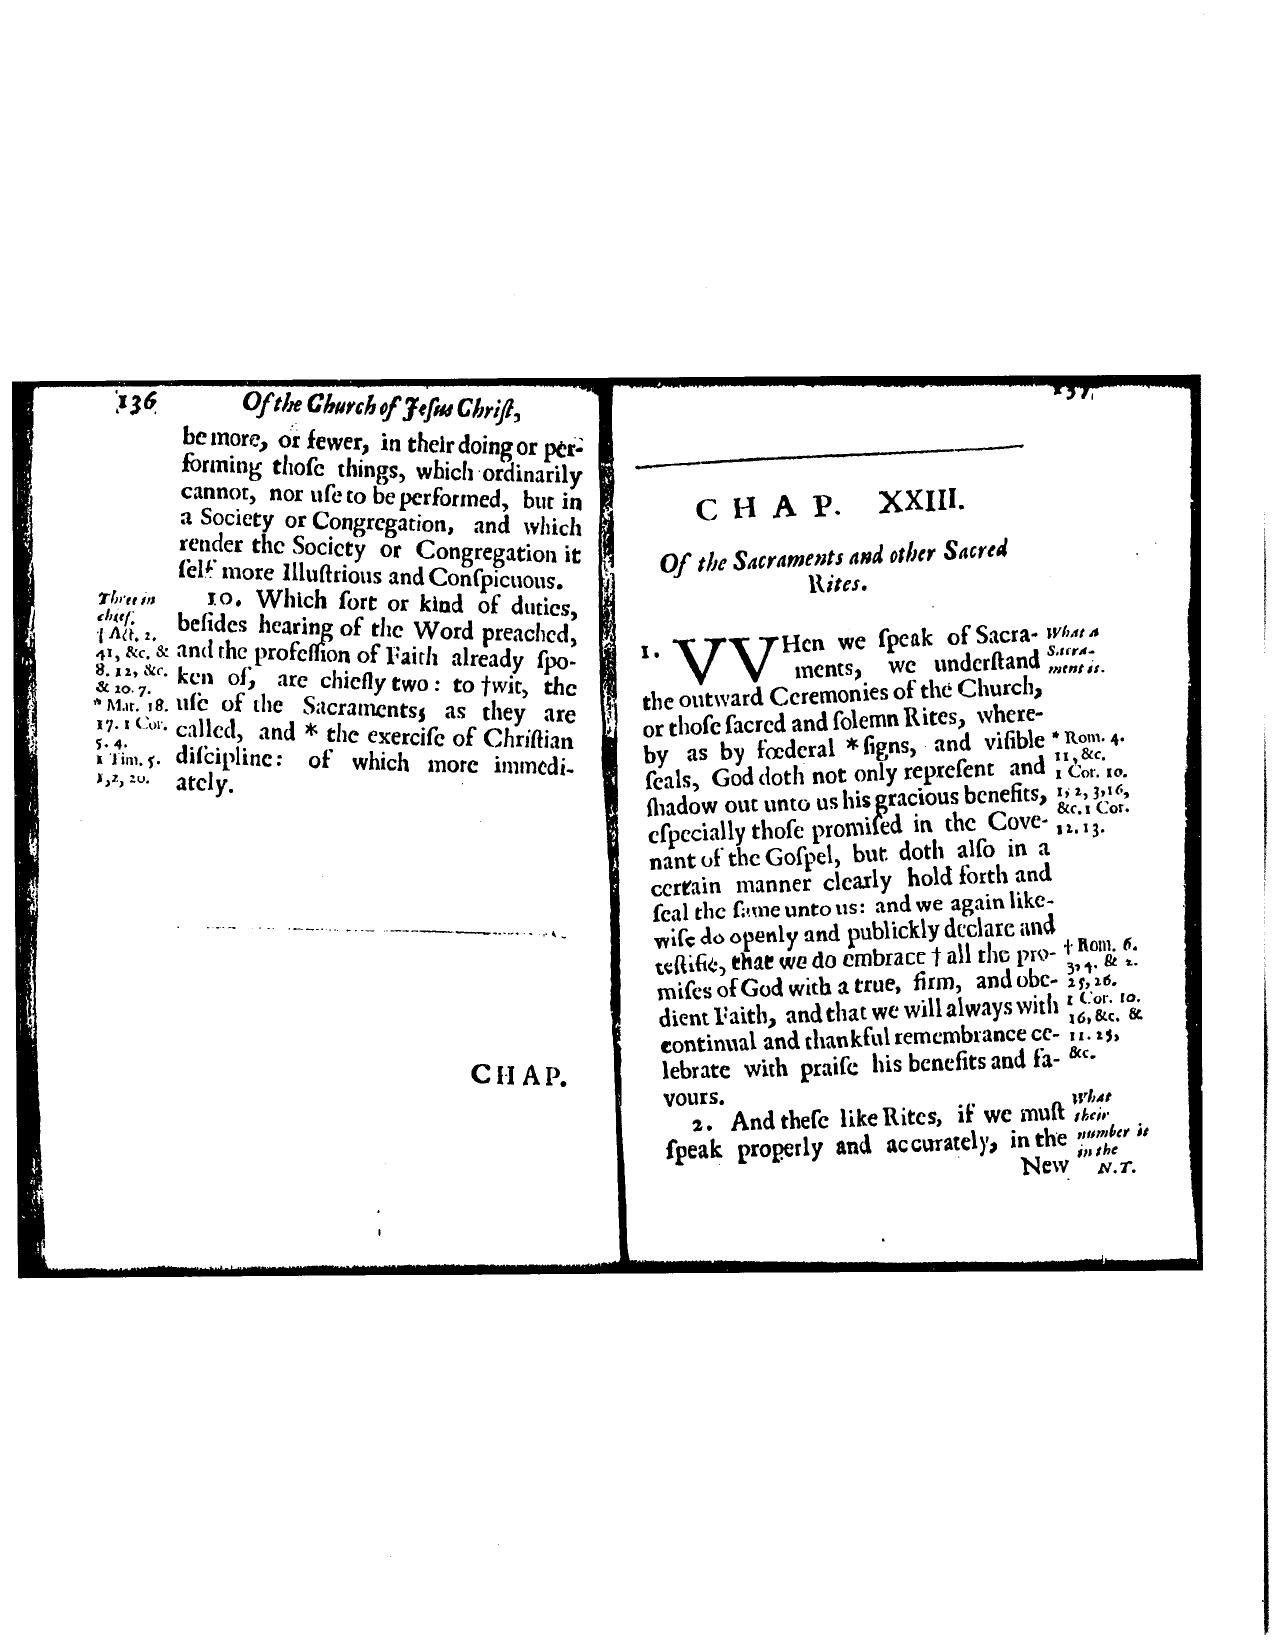 136
Of the Church of Jeſus Chriſt,
be more, or fewer, in their doing or per-
forming thoſe things, which ordinarily
cannot, nor uſe to be performed, but in
a Society or Congregation, and which
render the Society or Congregation it
ſelf more Illuſtrious and Conſpicuous.
10. Which ſort or kind of duties,
beſides hearing of the Word preached,
and the profeſſion of Faith already ſpo-
ken of, are chiefly two: to †wit, the
uſe of the Sacraments; as they are
called, and * the exerciſe of Chriſtian
diſcipline: of which more immedi-
ately.
Three in
chief.
† Act. 2.
41, &c. &
8. 12, &c.
& 20. 7.
* Mat. 18.
17. 1 Cor.
5. 4.
1 Tim. 5.
1,2, 20.
CHAP.
137
CHAP. XXIII.
Of the Sacraments and other Sacred
Rites.
1. VVHen we ſpeak of Sacra-
ments, we underſtand
the outward Ceremonies of the Church,
or thoſe ſacred and ſolemn Rites, where-
by as by fœderal * ſigns, and viſible
ſeals, God doth not only repreſent and
ſhadow out unto us his gracious benefits,
eſpecially thoſe promiſed in the Cove-
nant of the Goſpel, but doth alſo in a
certain manner clearly hold forth and
ſeal the ſame unto us: and we again like-
wiſe do openly and publickly declare and
teſtifie, that we do embrace † all the pro-
miſes of God with a true, firm, and obe-
dient Faith, and that we will always with
continual and thankful remembrance ce-
lebrate with praiſe his benefits and fa-
vours.
2. And theſe like Rites, if we muſt
ſpeak properly and accurately, in the
New
What a
Sacra-
ment is.
* Rom. 4.
11, &c.
1 Cor. 10.
1, 2, 3, 16,
&c. 1 Cor.
12. 13.
† Rom. 6.
3, 4. & 2.
25, 26.
1 Cor. 10.
16, &c. &
11. 25,
&c.
What
their
number is
in the
N.T.